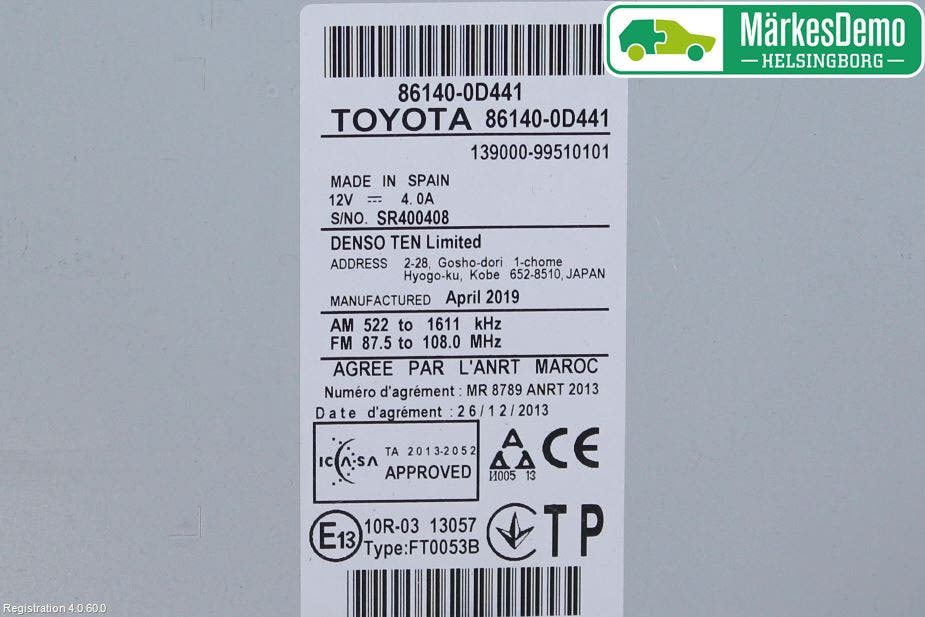 MärkesDemo
HELSINGBORG
86140-0D441
TOYOTA 86140-0D441
139000-99510101
MADE IN SPAIN
12V ⎓ 4.0A
S/NO. SR400408
DENSO TEN Limited
ADDRESS 2-28, Gosho-dori 1-chome
Hyogo-ku, Kobe 652-8510, JAPAN
MANUFACTURED April 2019
AM 522 to 1611 kHz
FM 87.5 to 108.0 MHz
AGREE PAR L'ANRT MAROC
Numéro d'agrément : MR 8789 ANRT 2013
Date d'agrément : 26/12/2013
ICASA TA 2013-2052
APPROVED
И005 13
CE
E13 10R-03 13057
Type:FT0053B
TP
Registration 4.0.60.0